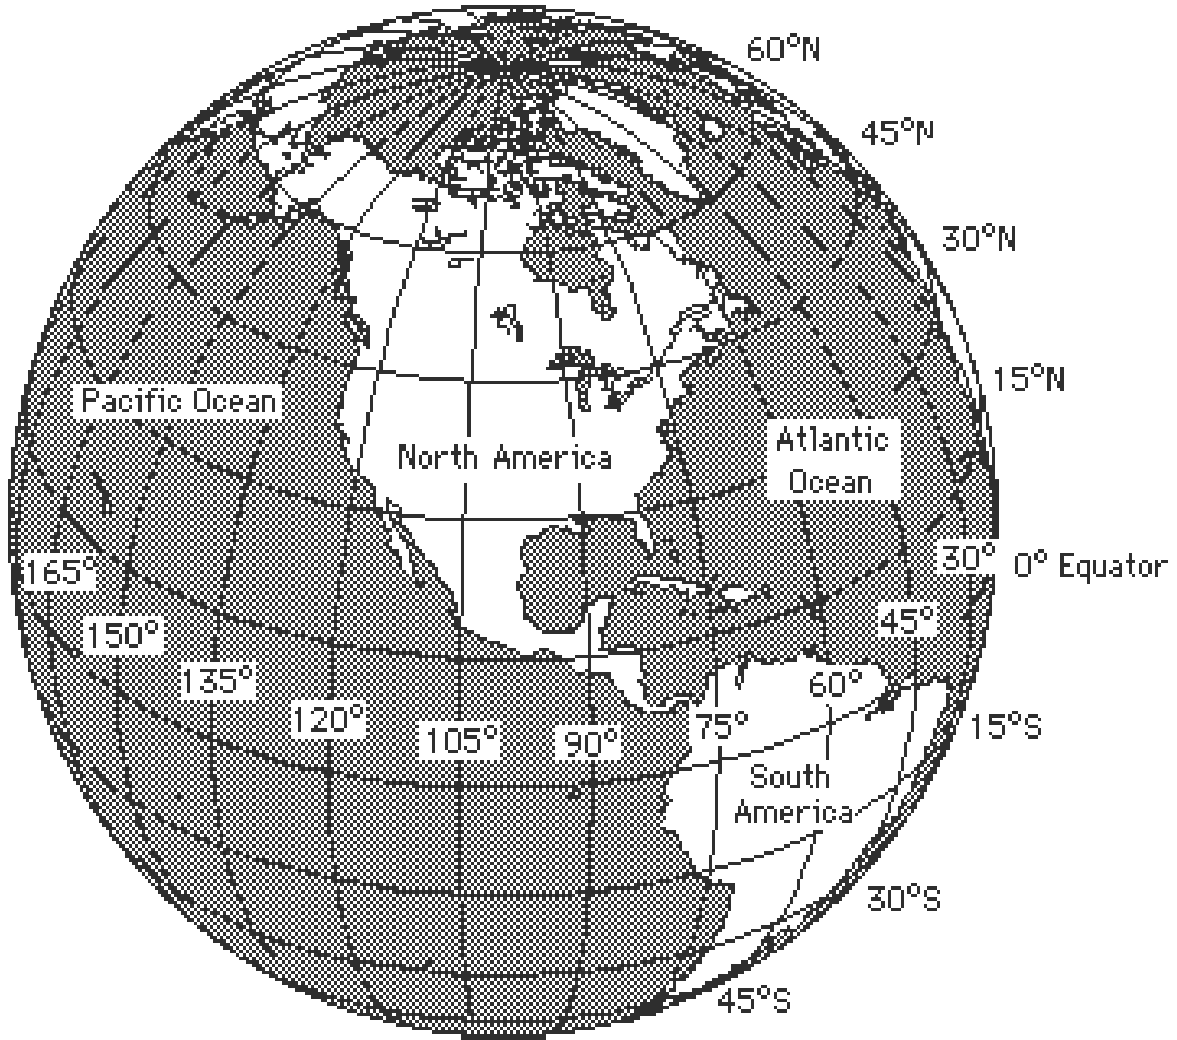 60°N
45°N
30°N
15°N
Pacific Ocean
North America
Atlantic
Ocean
30°
0° Equator
165°
45°
150°
135°
60°
120°
75°
15°S
105°
90°
South
America
30°S
45°S